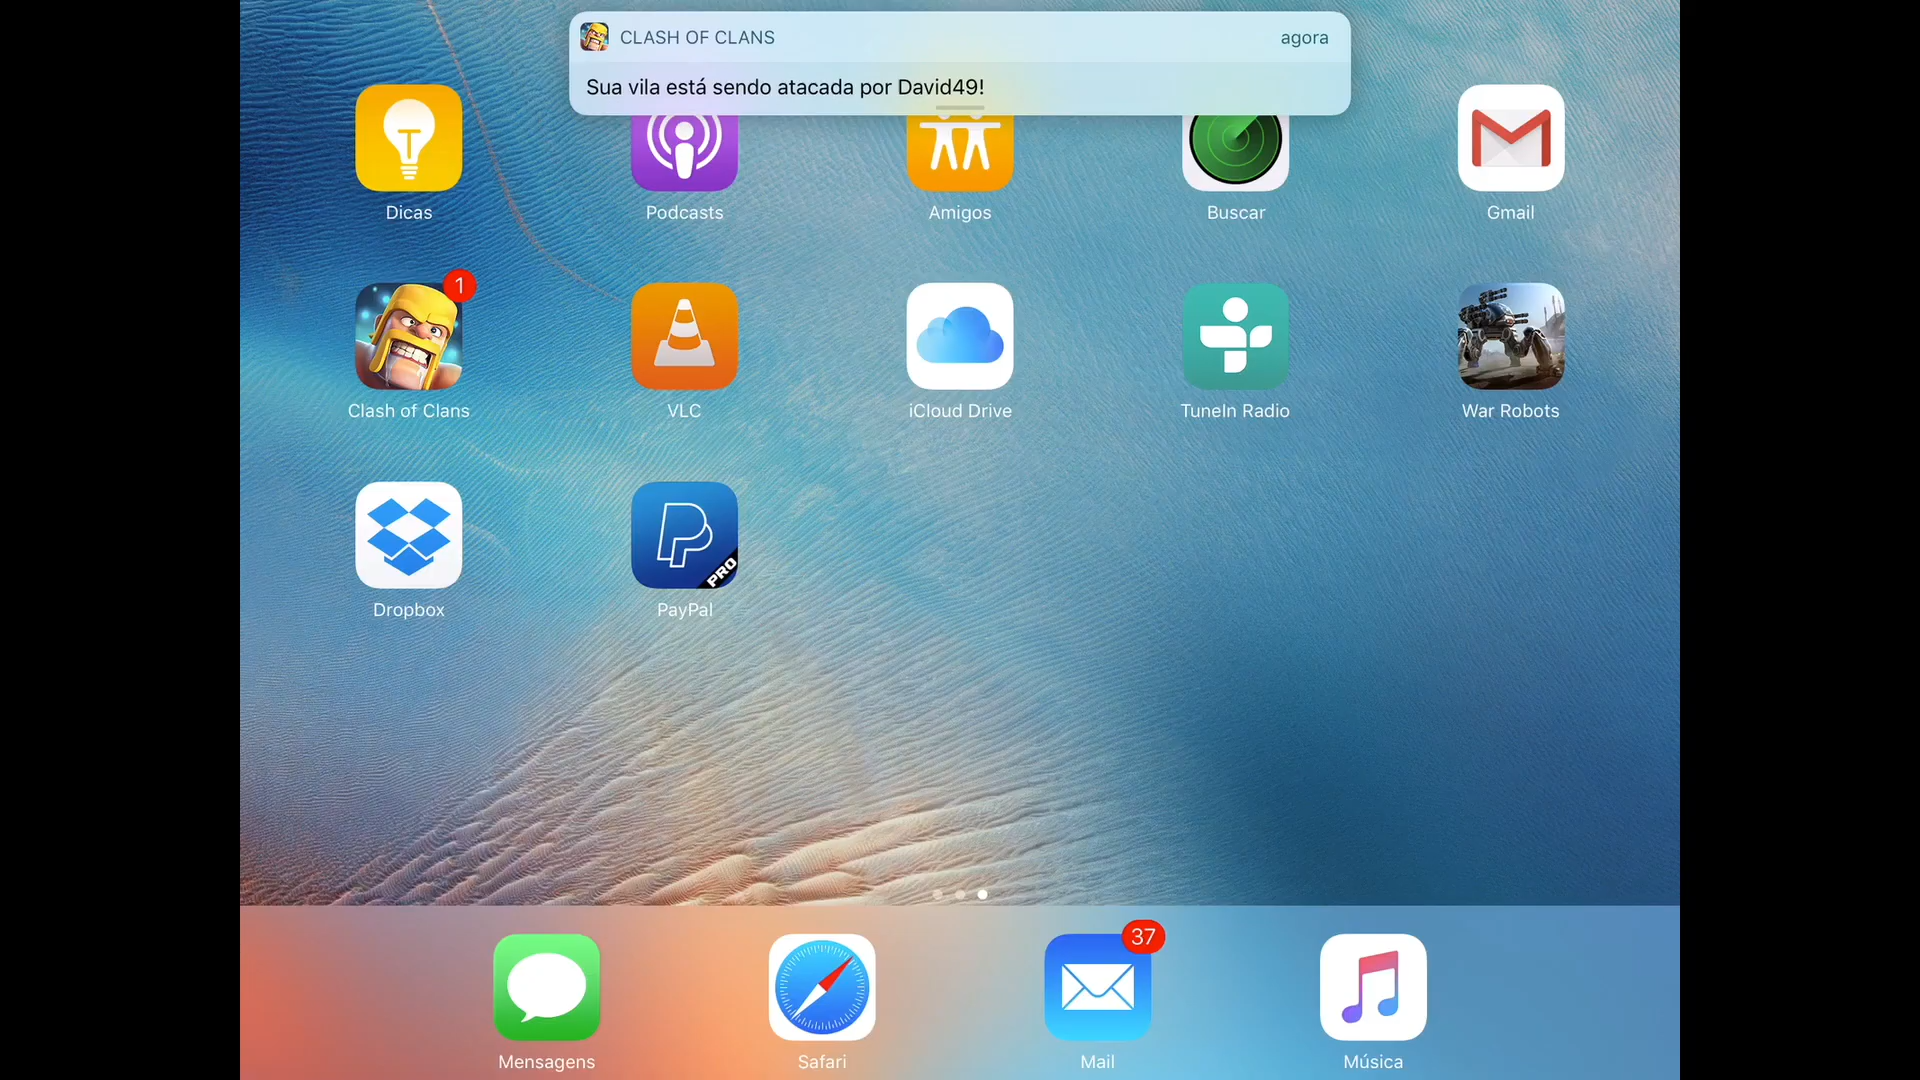 CLASH OF CLANS agora
Sua vila está sendo atacada por David49!
Dicas Podcasts Amigos Buscar Gmail
1
Clash of Clans VLC iCloud Drive TuneIn Radio War Robots
PRO
Dropbox PayPal
37
Mensagens Safari Mail Música